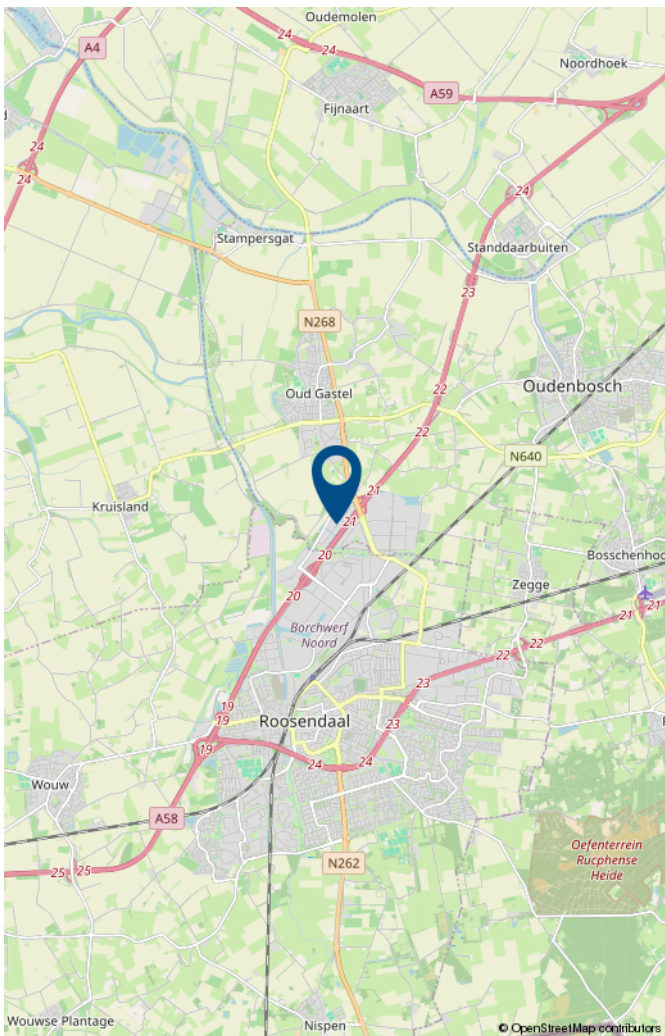 Oudemolen
24
A4
24
Noordhoek
A59
Fijnaart
24
24
24
Stampersgat
Standdaarbuiten
23
N268
22
Oud Gastel
Oudenbosch
22
N640
21
Kruisland
21
20
Bosschenhoo
Zegge
20
21
21
Borchwerf
Noord
22
22
23
19
19
Roosendaal
23
19
24
24
Wouw
A58
Oefenterrein
Rucphense
Heide
N262
25
25
Wouwse Plantage
Nispen
© OpenStreetMap contributors